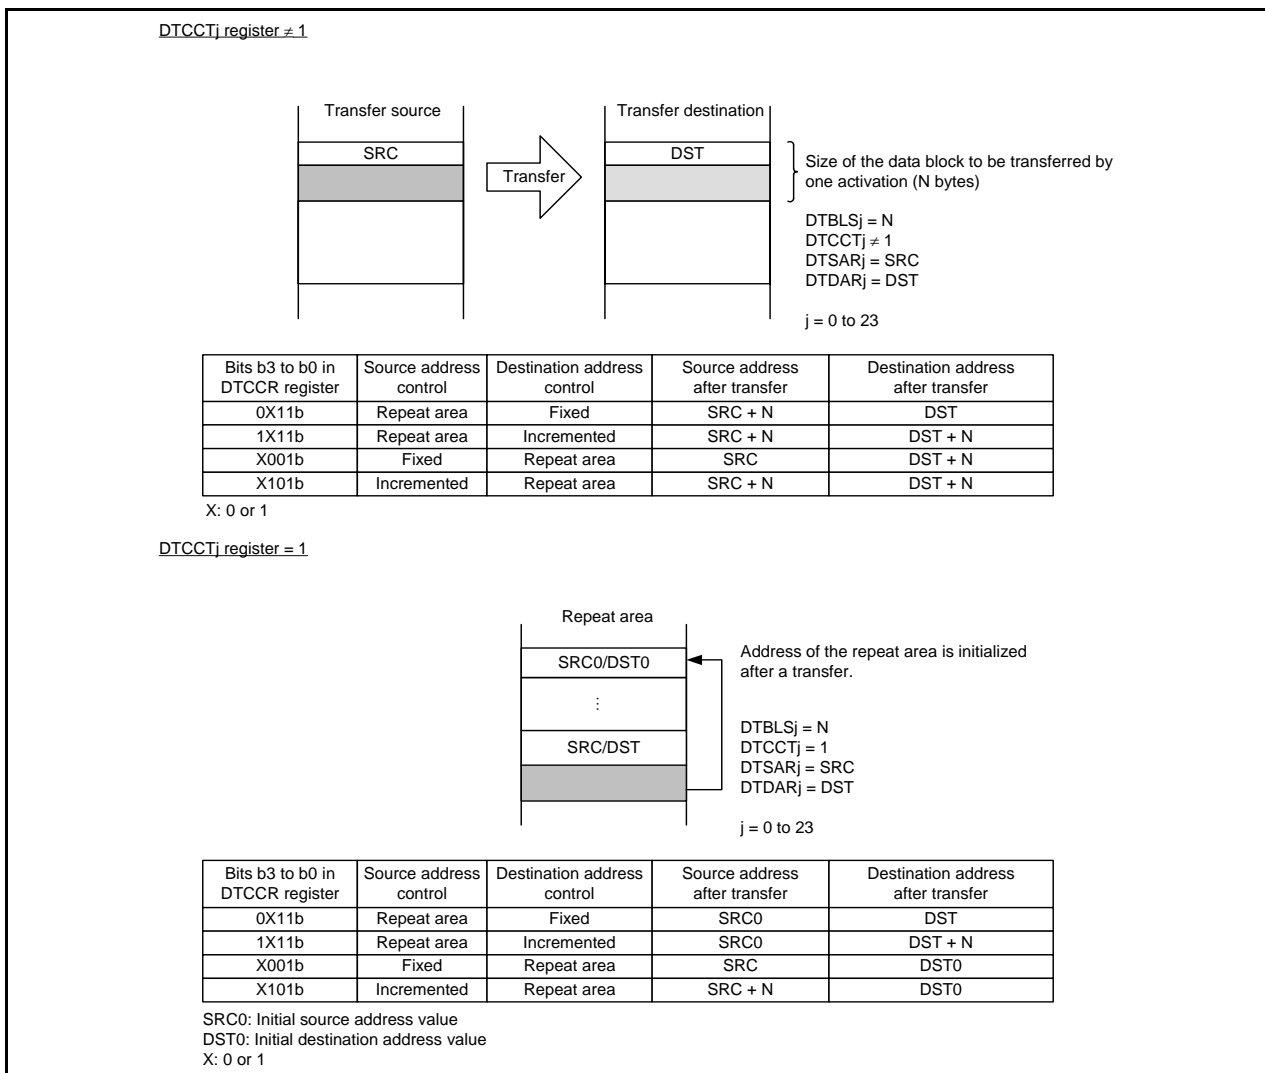 DTCCTj register ≠ 1
Transfer source
Transfer destination
SRC
DST
Transfer
Size of the data block to be transferred by
one activation (N bytes)
DTBLSj = N
DTCCTj ≠ 1
DTSARj = SRC
DTDARj = DST
j = 0 to 23
Bits b3 to b0 in DTCCR register | Source address control | Destination address control | Source address after transfer | Destination address after transfer
0X11b | Repeat area | Fixed | SRC + N | DST
1X11b | Repeat area | Incremented | SRC + N | DST + N
X001b | Fixed | Repeat area | SRC | DST + N
X101b | Incremented | Repeat area | SRC + N | DST + N
X: 0 or 1
DTCCTj register = 1
Repeat area
SRC0/DST0
⋮
SRC/DST
Address of the repeat area is initialized
after a transfer.
DTBLSj = N
DTCCTj = 1
DTSARj = SRC
DTDARj = DST
j = 0 to 23
Bits b3 to b0 in DTCCR register | Source address control | Destination address control | Source address after transfer | Destination address after transfer
0X11b | Repeat area | Fixed | SRC0 | DST
1X11b | Repeat area | Incremented | SRC0 | DST + N
X001b | Fixed | Repeat area | SRC | DST0
X101b | Incremented | Repeat area | SRC + N | DST0
SRC0: Initial source address value
DST0: Initial destination address value
X: 0 or 1